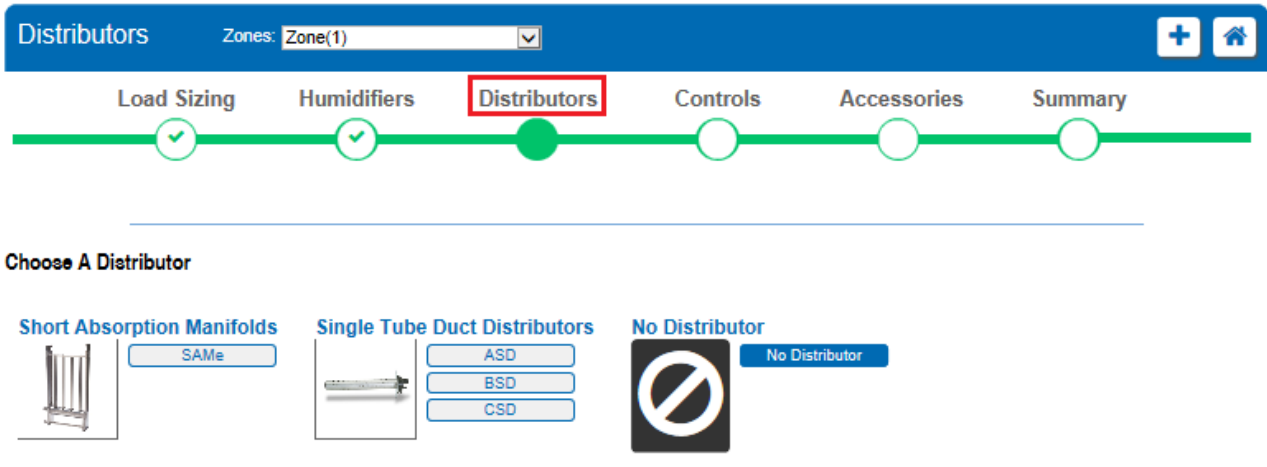 Distributors Zones: Zone(1)
Load Sizing Humidifiers Distributors Controls Accessories Summary
Choose A Distributor
Short Absorption Manifolds Single Tube Duct Distributors No Distributor
SAMe ASD No Distributor
BSD
CSD